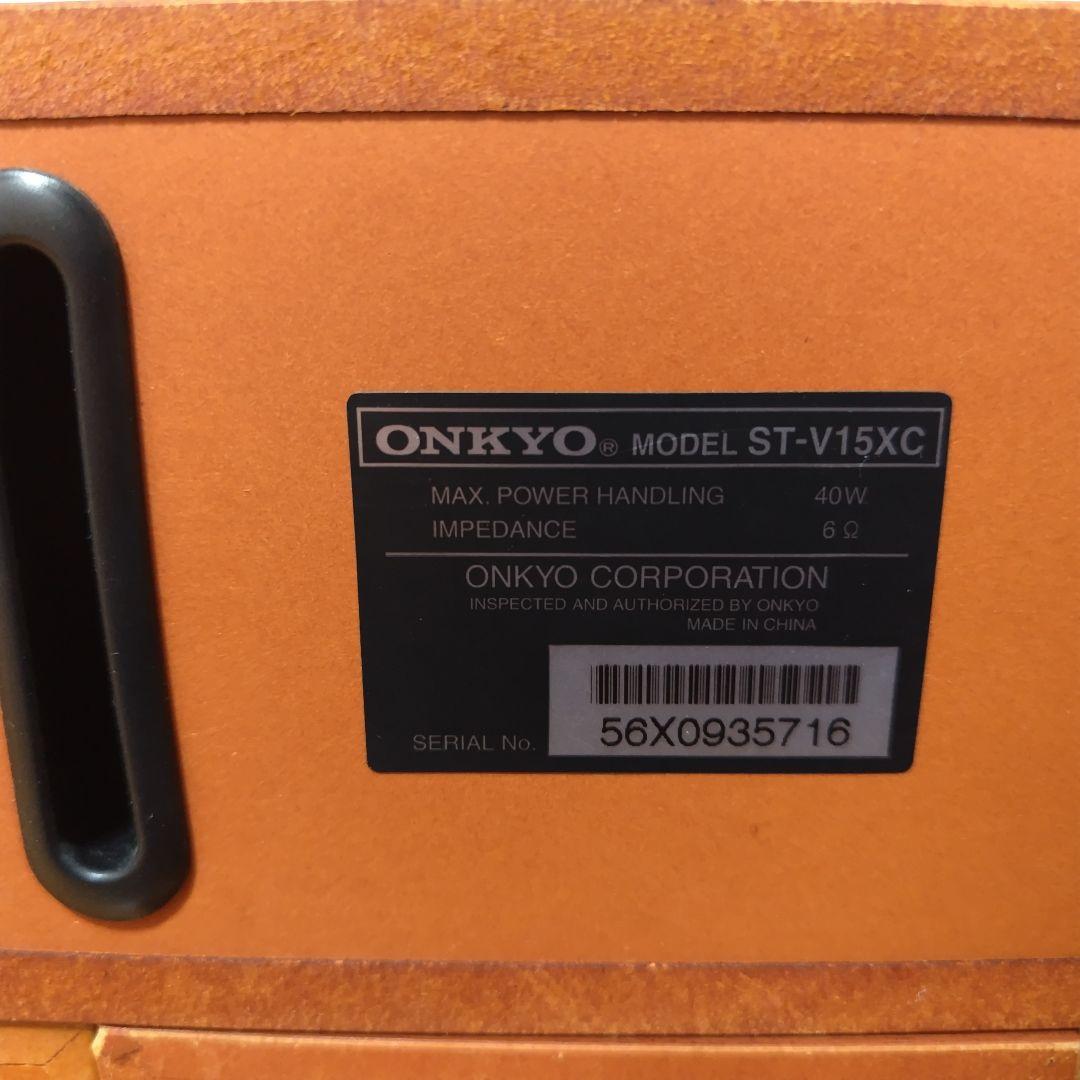 ONKYO® MODEL ST-V15XC
MAX. POWER HANDLING 40W
IMPEDANCE 6 Ω
ONKYO CORPORATION
INSPECTED AND AUTHORIZED BY ONKYO
MADE IN CHINA
SERIAL No. 56X0935716